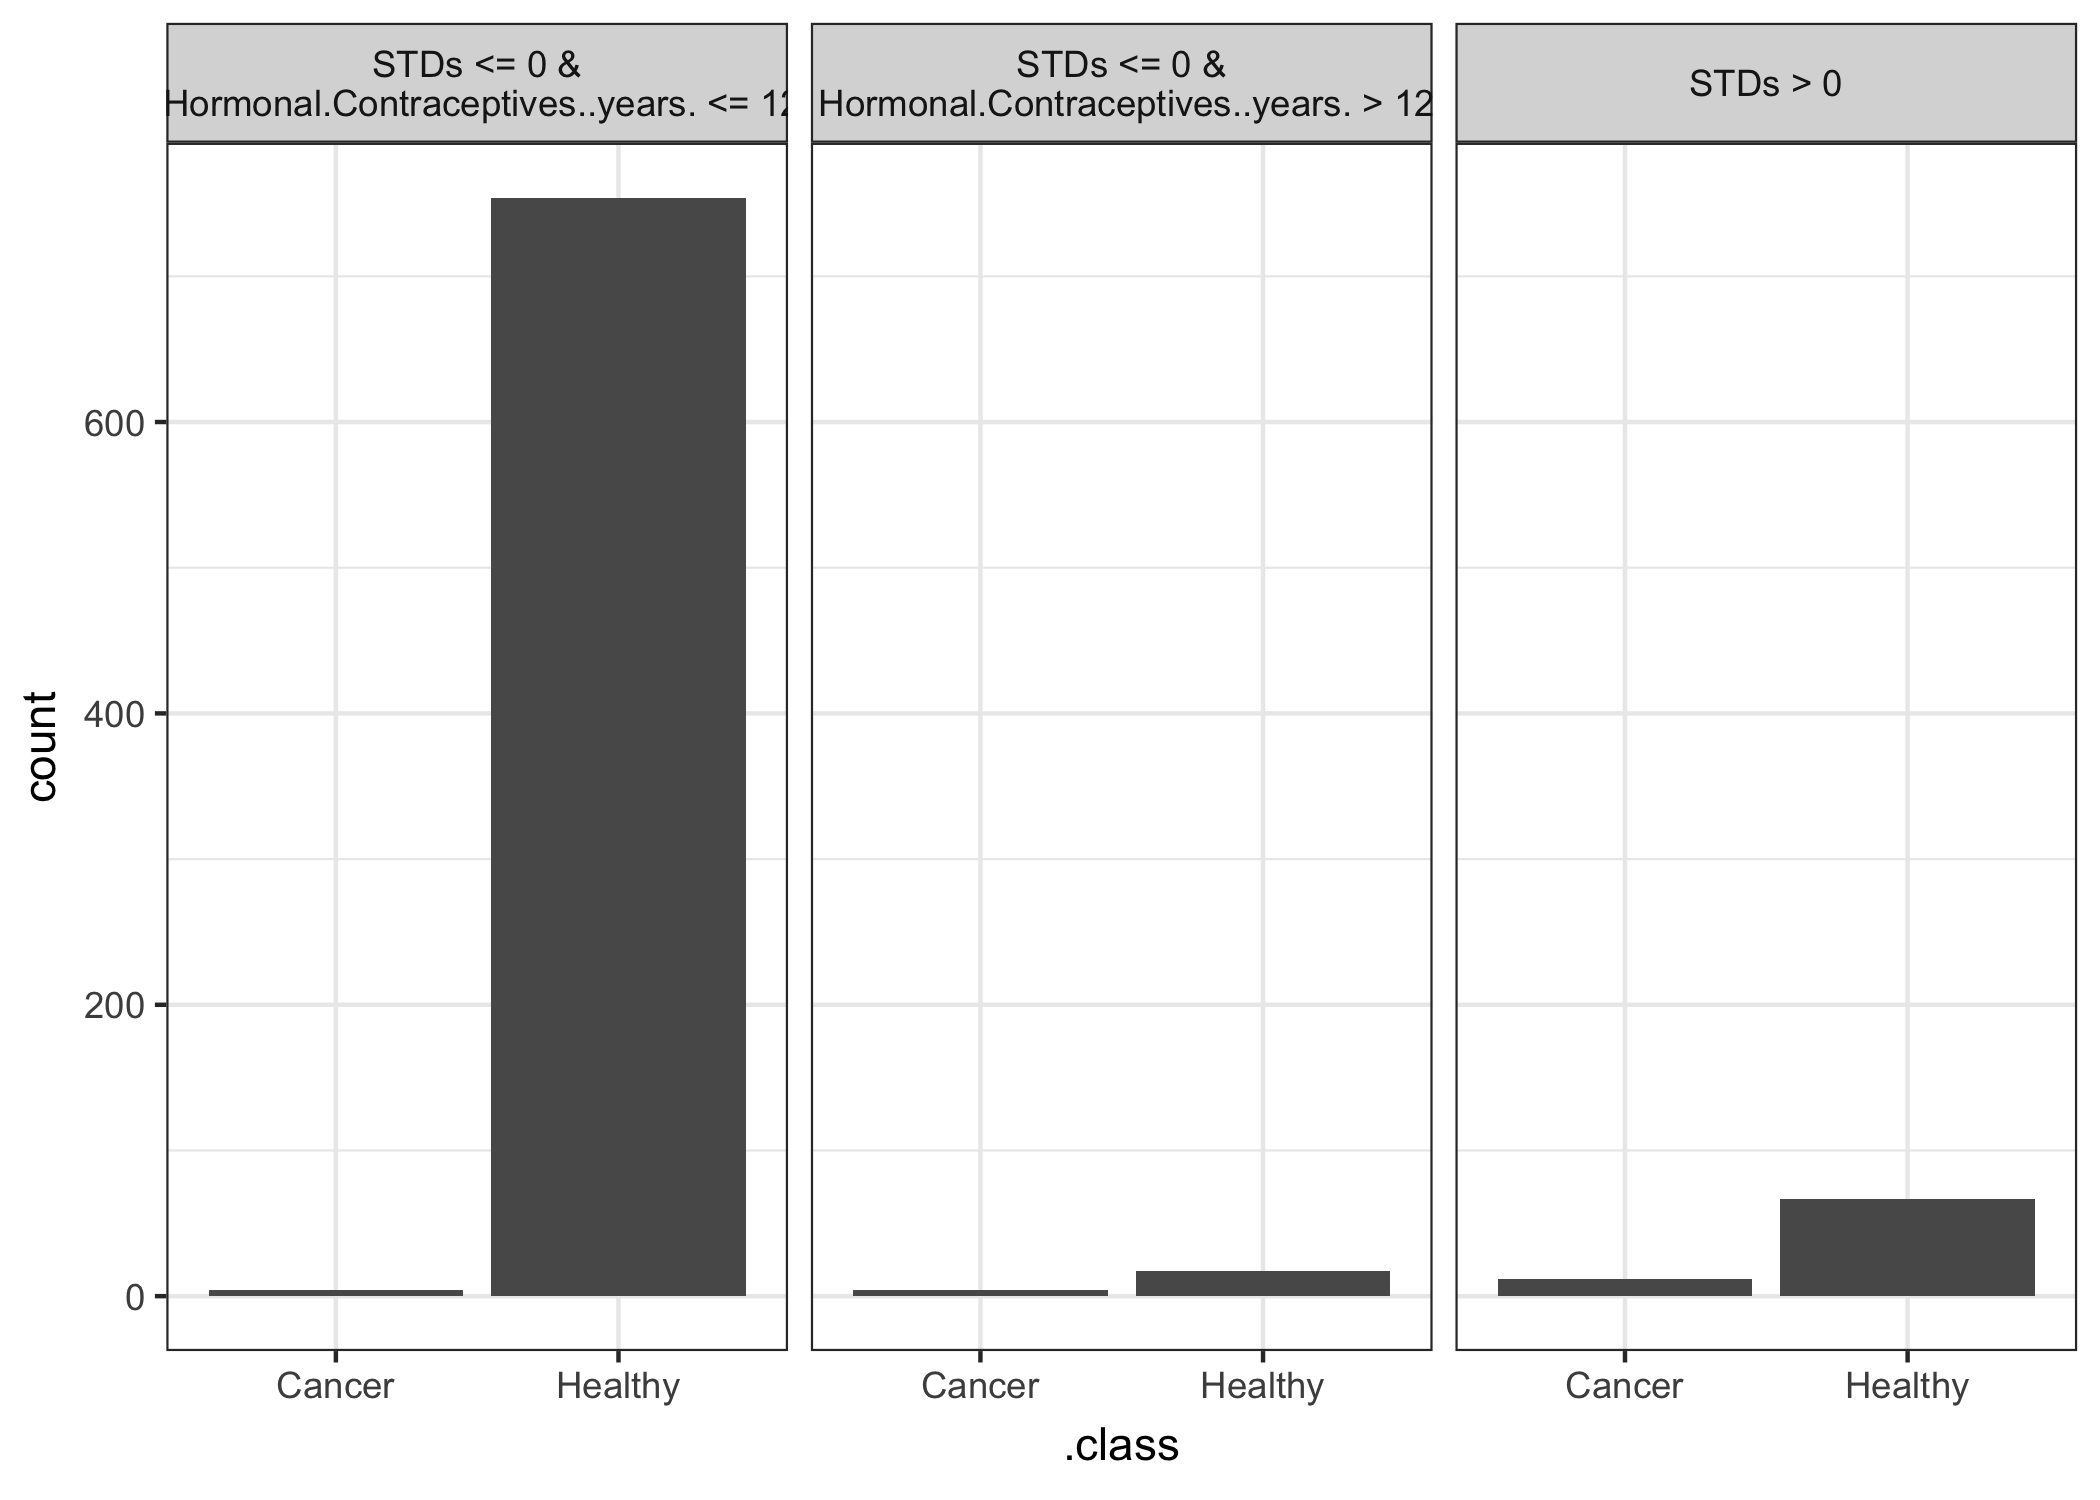 STDs <= 0 &
Hormonal.Contraceptives..years. <= 12
STDs <= 0 &
Hormonal.Contraceptives..years. > 12
STDs > 0
count
600
400
200
0
Cancer
Healthy
Cancer
Healthy
Cancer
Healthy
.class